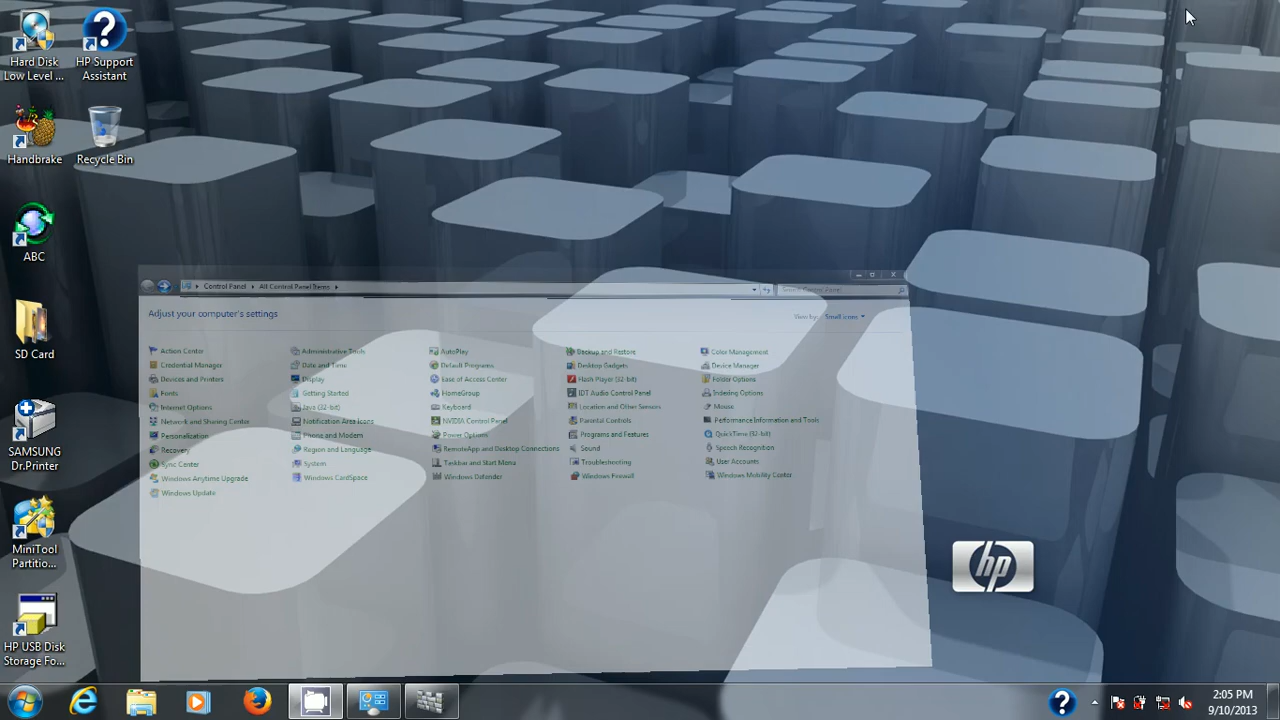 Hard Disk
Low Level ...
HP Support
Assistant
Handbrake
Recycle Bin
ABC
SD Card
SAMSUNG
Dr.Printer
MiniTool
Partitio...
HP USB Disk
Storage Fo...
Control Panel
All Control Panel Items
Search Control Panel
Adjust your computer's settings
View by: Small icons
Action Center
Administrative Tools
AutoPlay
Backup and Restore
Color Management
Credential Manager
Date and Time
Default Programs
Desktop Gadgets
Device Manager
Devices and Printers
Display
Ease of Access Center
Flash Player (32-bit)
Folder Options
Fonts
Getting Started
HomeGroup
IDT Audio Control Panel
Indexing Options
Internet Options
Java (32-bit)
Keyboard
Location and Other Sensors
Mouse
Network and Sharing Center
Notification Area Icons
NVIDIA Control Panel
Parental Controls
Performance Information and Tools
Personalization
Phone and Modem
Power Options
Programs and Features
QuickTime (32-bit)
Recovery
Region and Language
RemoteApp and Desktop Connections
Sound
Speech Recognition
Sync Center
System
Taskbar and Start Menu
Troubleshooting
User Accounts
Windows Anytime Upgrade
Windows CardSpace
Windows Defender
Windows Firewall
Windows Mobility Center
Windows Update
hp
2:05 PM
9/10/2013